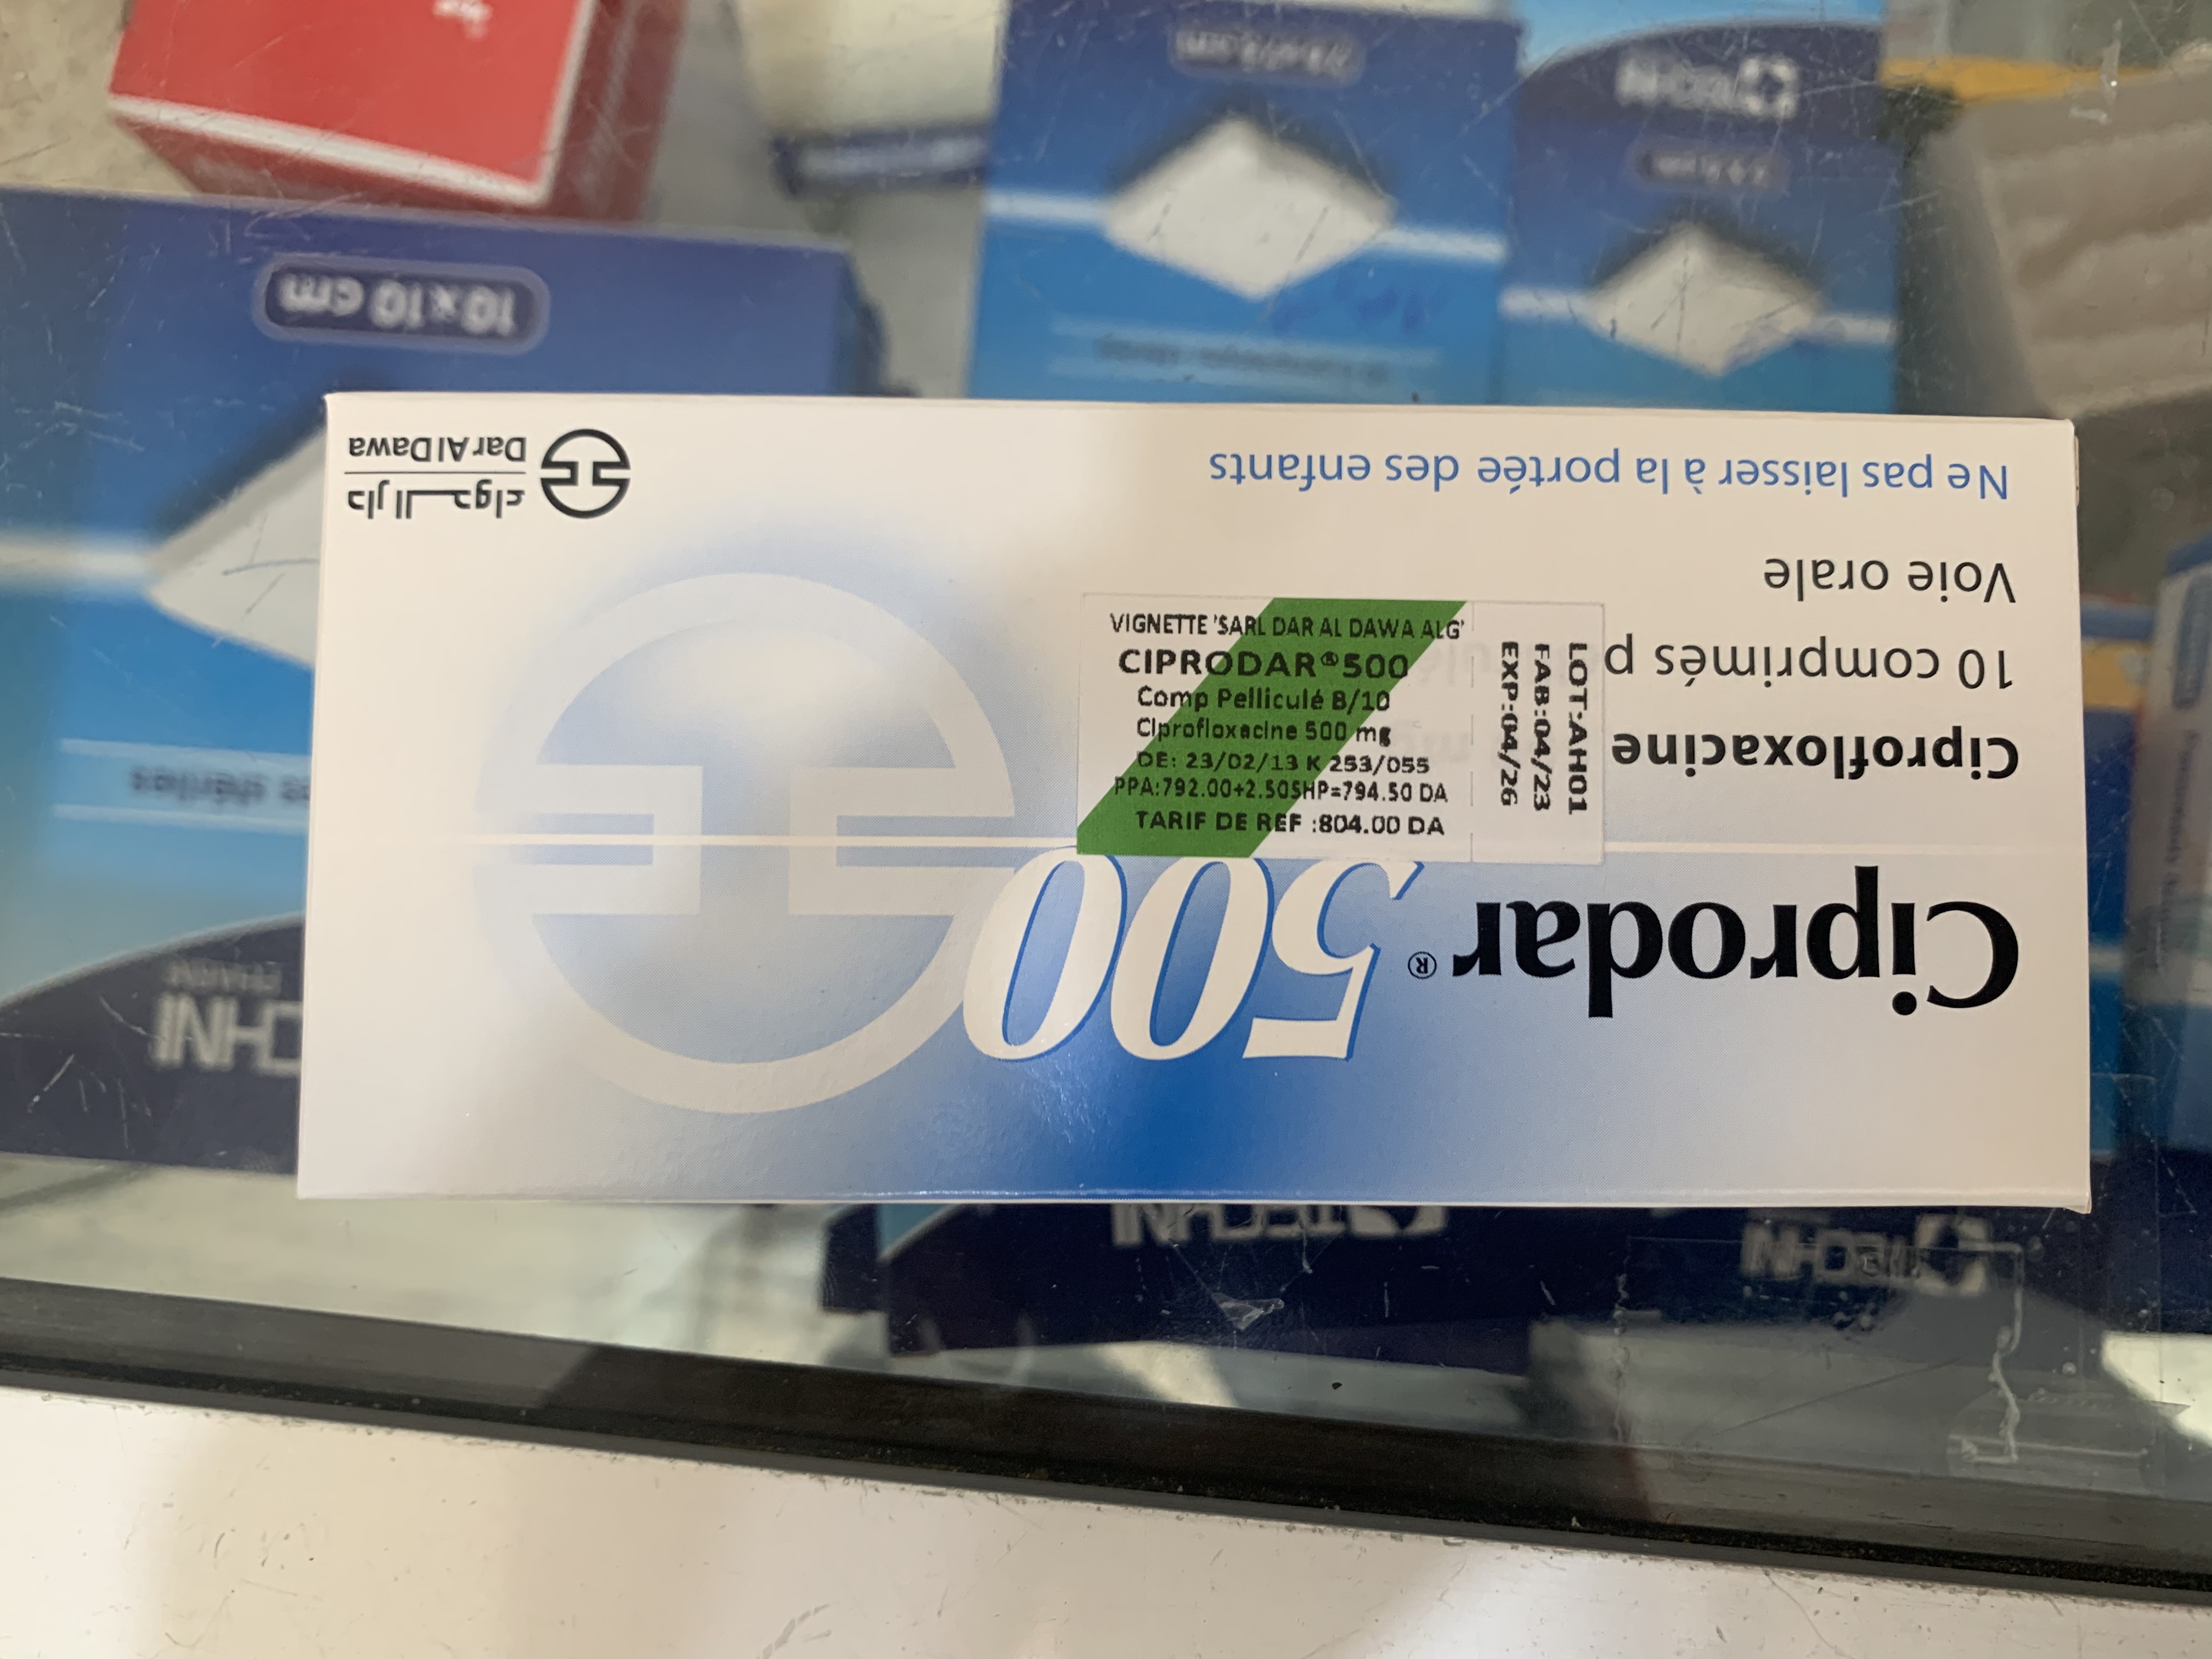 Ciprodar® 500
Ciprofloxacine
10 comprimés p
Voie orale
Ne pas laisser à la portée des enfants
دار الدواء
Dar Al Dawa
VIGNETTE 'SARL DAR AL DAWA ALG'
CIPRODAR®500
Comp Pelliculé B/10
Ciprofloxacine 500 mg
DE: 23/02/13 K 253/055
PPA:792.00+2.50SHP=794.50 DA
TARIF DE REF :804.00 DA
LOT:AH01
FAB:04/23
EXP:04/26
10x10 cm